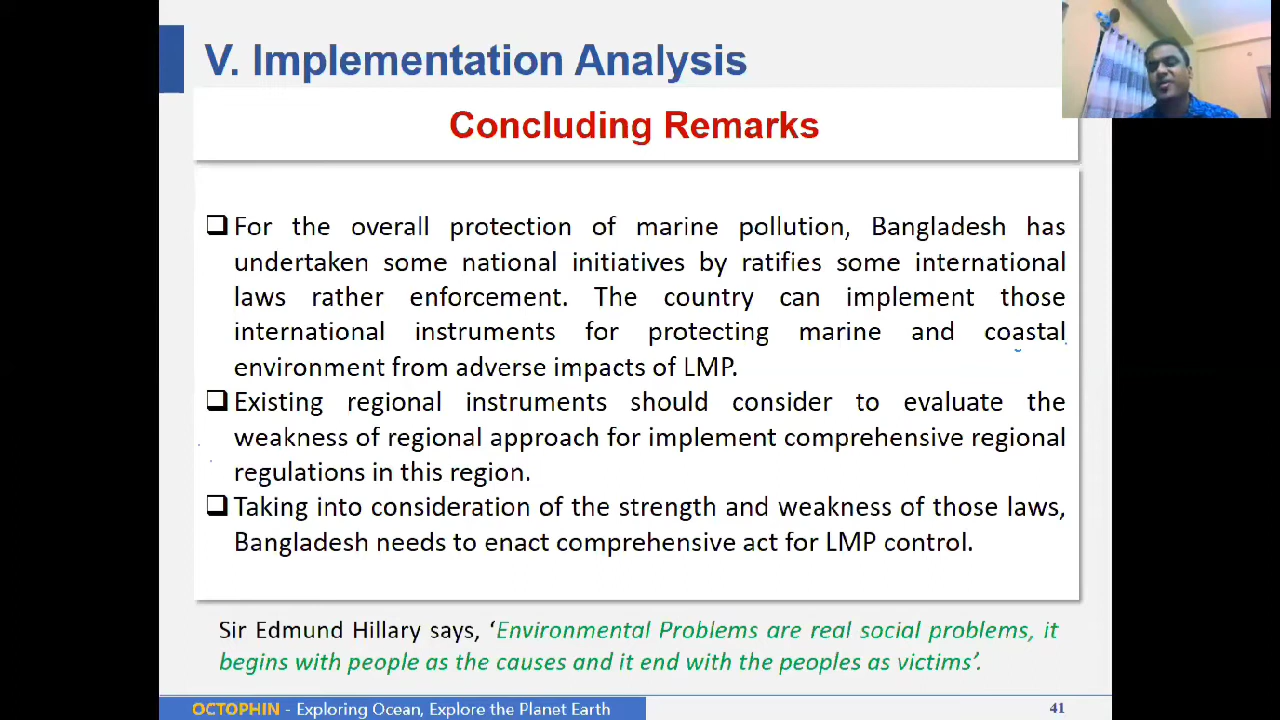 V. Implementation Analysis
Concluding Remarks
For the overall protection of marine pollution, Bangladesh has
undertaken some national initiatives by ratifies some international
laws rather enforcement. The country can implement those
international instruments for protecting marine and coastal
environment from adverse impacts of LMP.
Existing regional instruments should consider to evaluate the
weakness of regional approach for implement comprehensive regional
regulations in this region.
Taking into consideration of the strength and weakness of those laws,
Bangladesh needs to enact comprehensive act for LMP control.
Sir Edmund Hillary says, ‘Environmental Problems are real social problems, it
begins with people as the causes and it end with the peoples as victims’.
OCTOPHIN - Exploring Ocean, Explore the Planet Earth
41